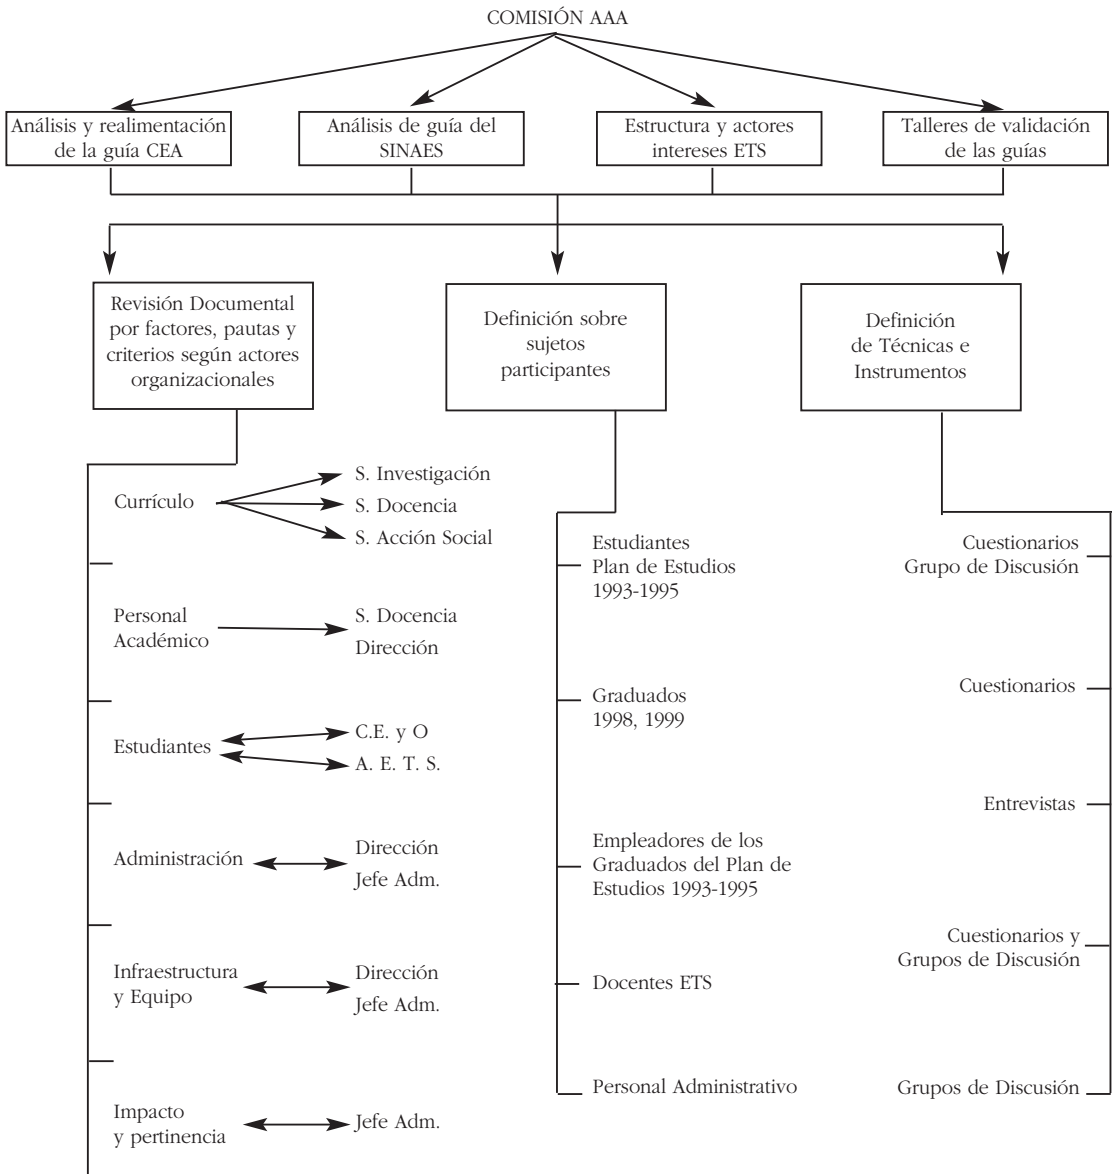 COMISIÓN AAA
Análisis y realimentación
de la guía CEA
Análisis de guía del
SINAES
Estructura y actores
intereses ETS
Talleres de validación
de las guías
Revisión Documental
por factores, pautas y
criterios según actores
organizacionales
Definición sobre
sujetos
participantes
Definición
de Técnicas e
Instrumentos
Currículo
S. Investigación
S. Docencia
S. Acción Social
Personal
Académico
S. Docencia
Dirección
Estudiantes
C.E. y O
A. E. T. S.
Administración
Dirección
Jefe Adm.
Infraestructura
y Equipo
Dirección
Jefe Adm.
Impacto
y pertinencia
Jefe Adm.
Estudiantes
Plan de Estudios
1993-1995
Graduados
1998, 1999
Empleadores de los
Graduados del Plan de
Estudios 1993-1995
Docentes ETS
Personal Administrativo
Cuestionarios
Grupo de Discusión
Cuestionarios
Entrevistas
Cuestionarios y
Grupos de Discusión
Grupos de Discusión